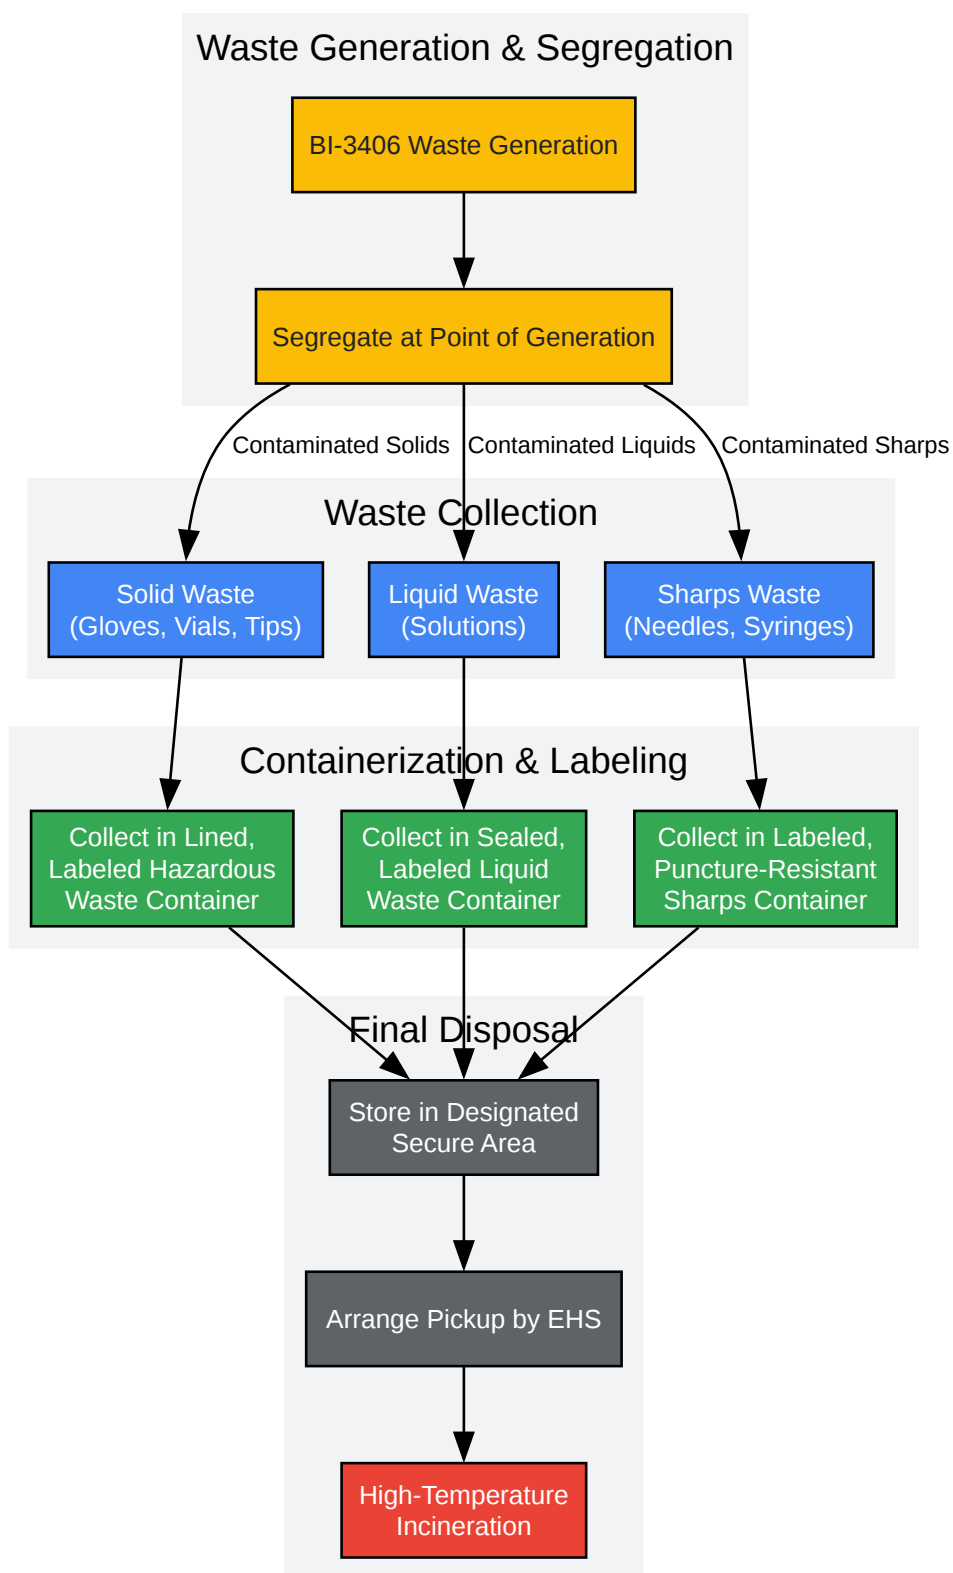 Waste Generation & Segregation
BI-3406 Waste Generation
Segregate at Point of Generation
Contaminated Solids
Contaminated Liquids
Contaminated Sharps
Waste Collection
Solid Waste
(Gloves, Vials, Tips)
Liquid Waste
(Solutions)
Sharps Waste
(Needles, Syringes)
Containerization & Labeling
Collect in Lined,
Labeled Hazardous
Waste Container
Collect in Sealed,
Labeled Liquid
Waste Container
Collect in Labeled,
Puncture-Resistant
Sharps Container
Final Disposal
Store in Designated
Secure Area
Arrange Pickup by EHS
High-Temperature
Incineration